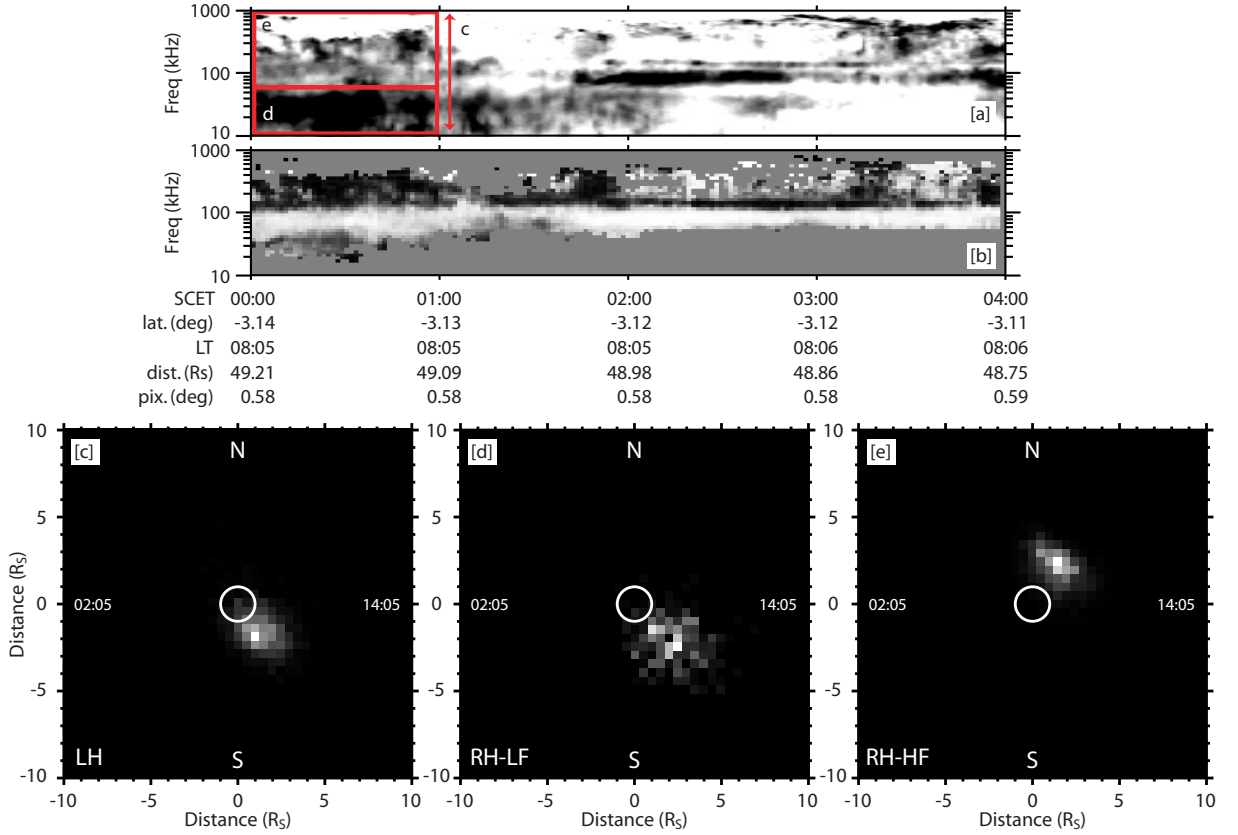 1000
e
c
Freq (kHz)
100
d
10
[a]
1000
Freq (kHz)
100
10
[b]
SCET 00:00 01:00 02:00 03:00 04:00
lat. (deg) -3.14 -3.13 -3.12 -3.12 -3.11
LT 08:05 08:05 08:05 08:06 08:06
dist. (Rs) 49.21 49.09 48.98 48.86 48.75
pix. (deg) 0.58 0.58 0.58 0.58 0.59
10
5
0
-5
-10
Distance (RS)
[c]
N
02:05
14:05
LH
S
-10 -5 0 5 10
Distance (RS)
10
5
0
-5
-10
[d]
N
02:05
14:05
RH-LF
S
-10 -5 0 5 10
Distance (RS)
10
5
0
-5
-10
[e]
N
02:05
14:05
RH-HF
S
-10 -5 0 5 10
Distance (RS)